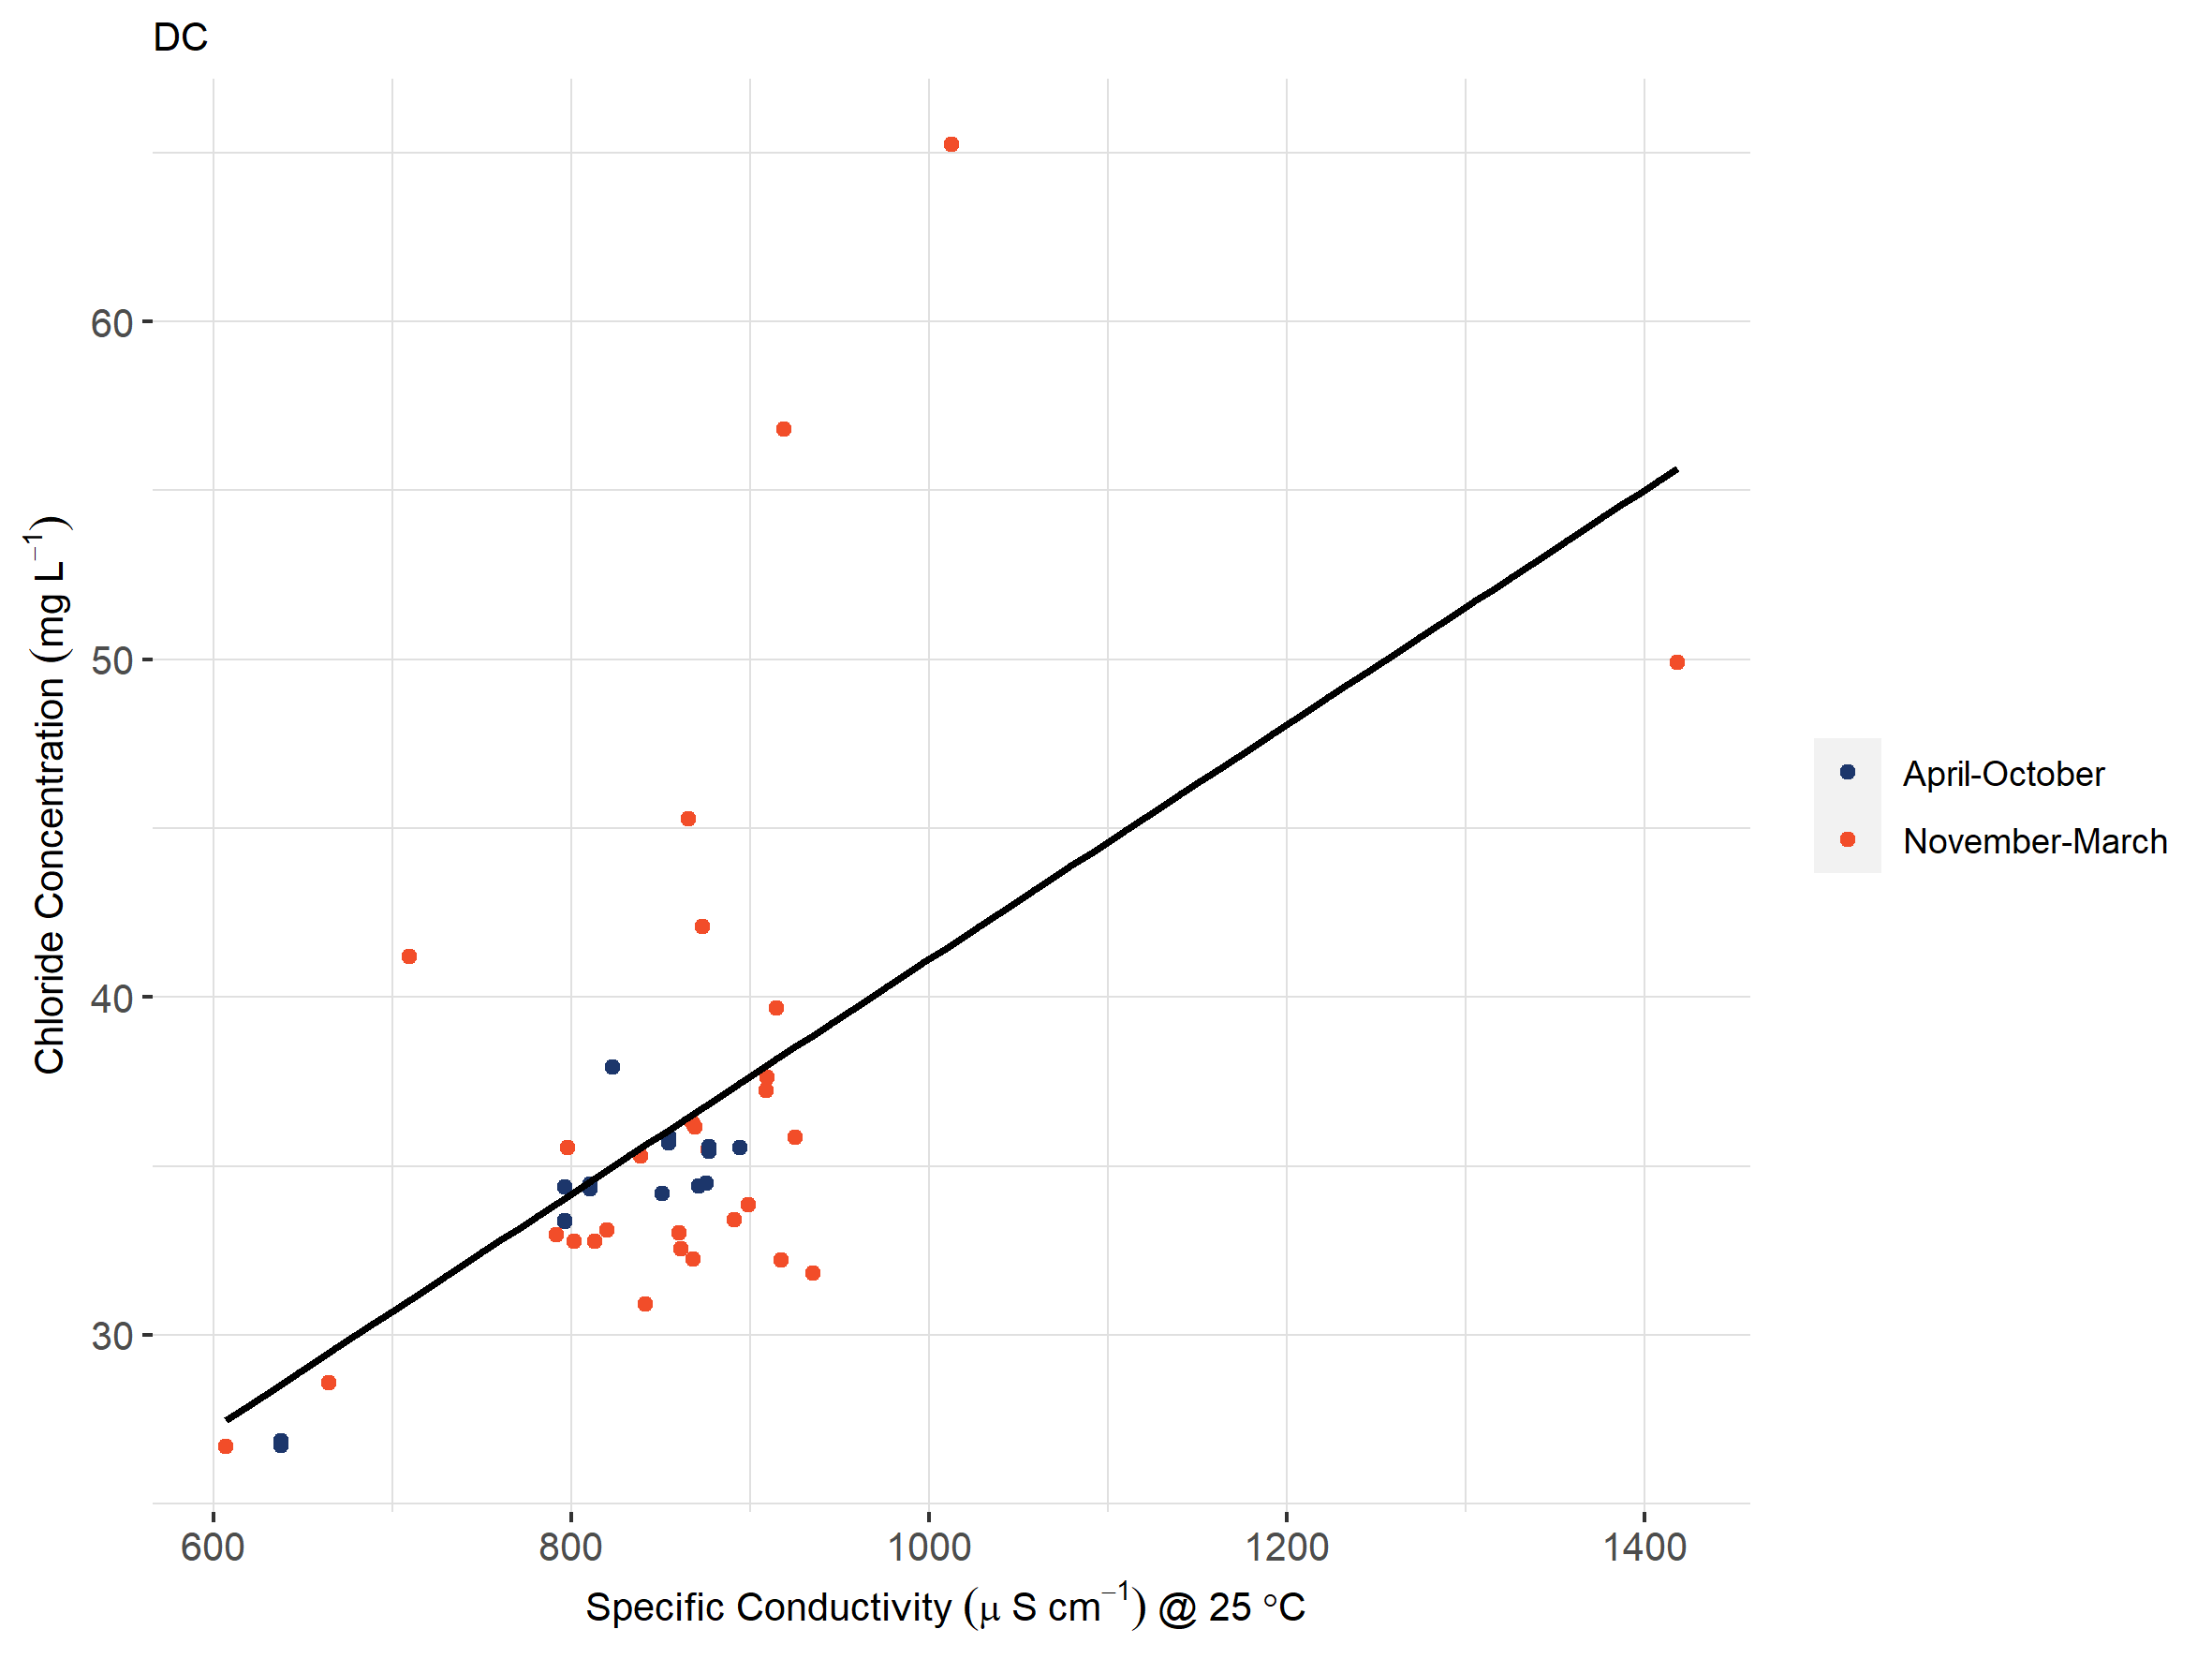 DC
Chloride Concentration (mg L⁻¹)
60
50
40
30
600 800 1000 1200 1400
Specific Conductivity (μ S cm⁻¹) @ 25 °C
April-October
November-March